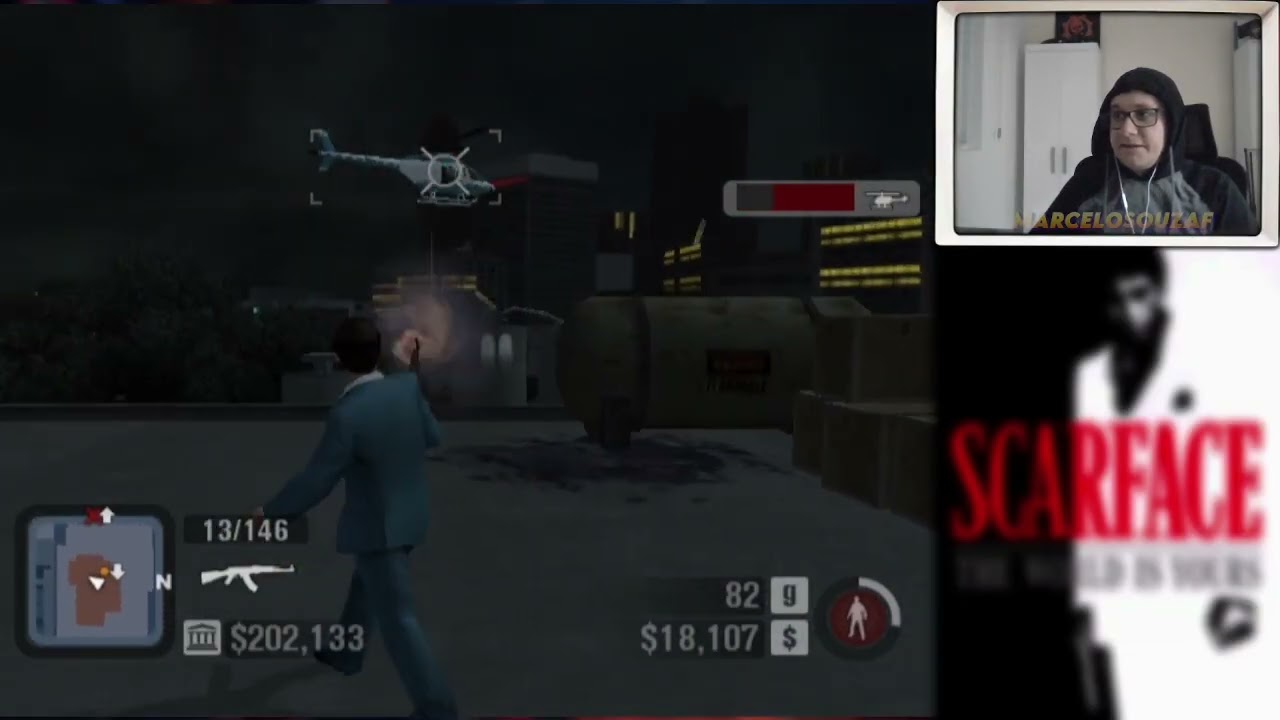 MARCELOSOUZAF
SCARFACE
THE WORLD IS YOURS
13/146
N
$202,133
82 g
$18,107 $